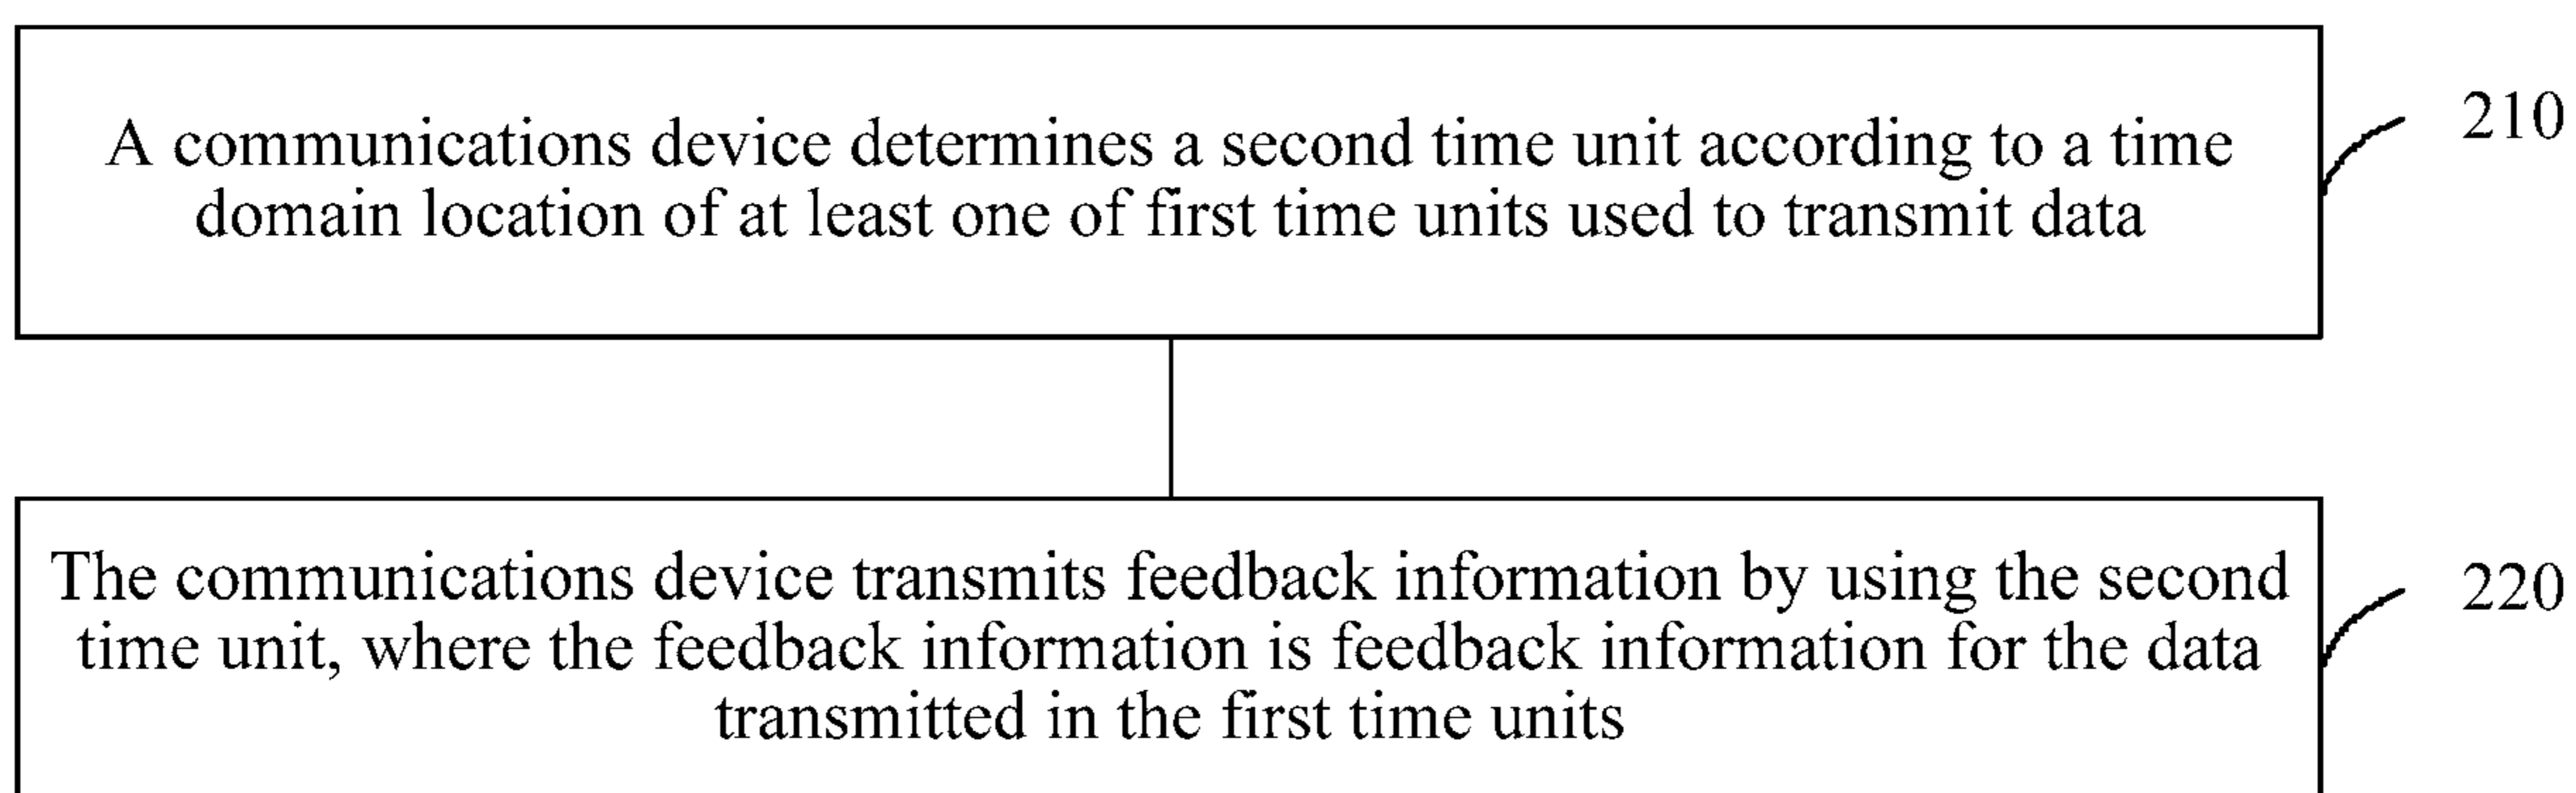 A communications device determines a second time unit according to a time
domain location of at least one of first time units used to transmit data
210
The communications device transmits feedback information by using the second
time unit, where the feedback information is feedback information for the data
transmitted in the first time units
220